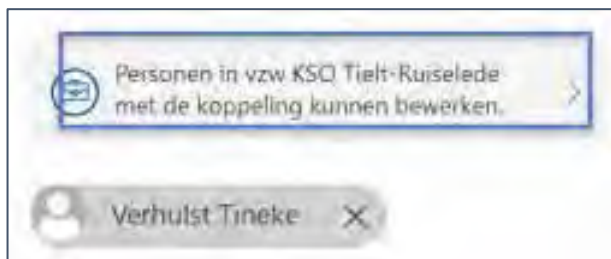 Personen in vzw KSO Tielt-Ruiselede
met de koppeling kunnen bewerken.
Verhulst Tineke